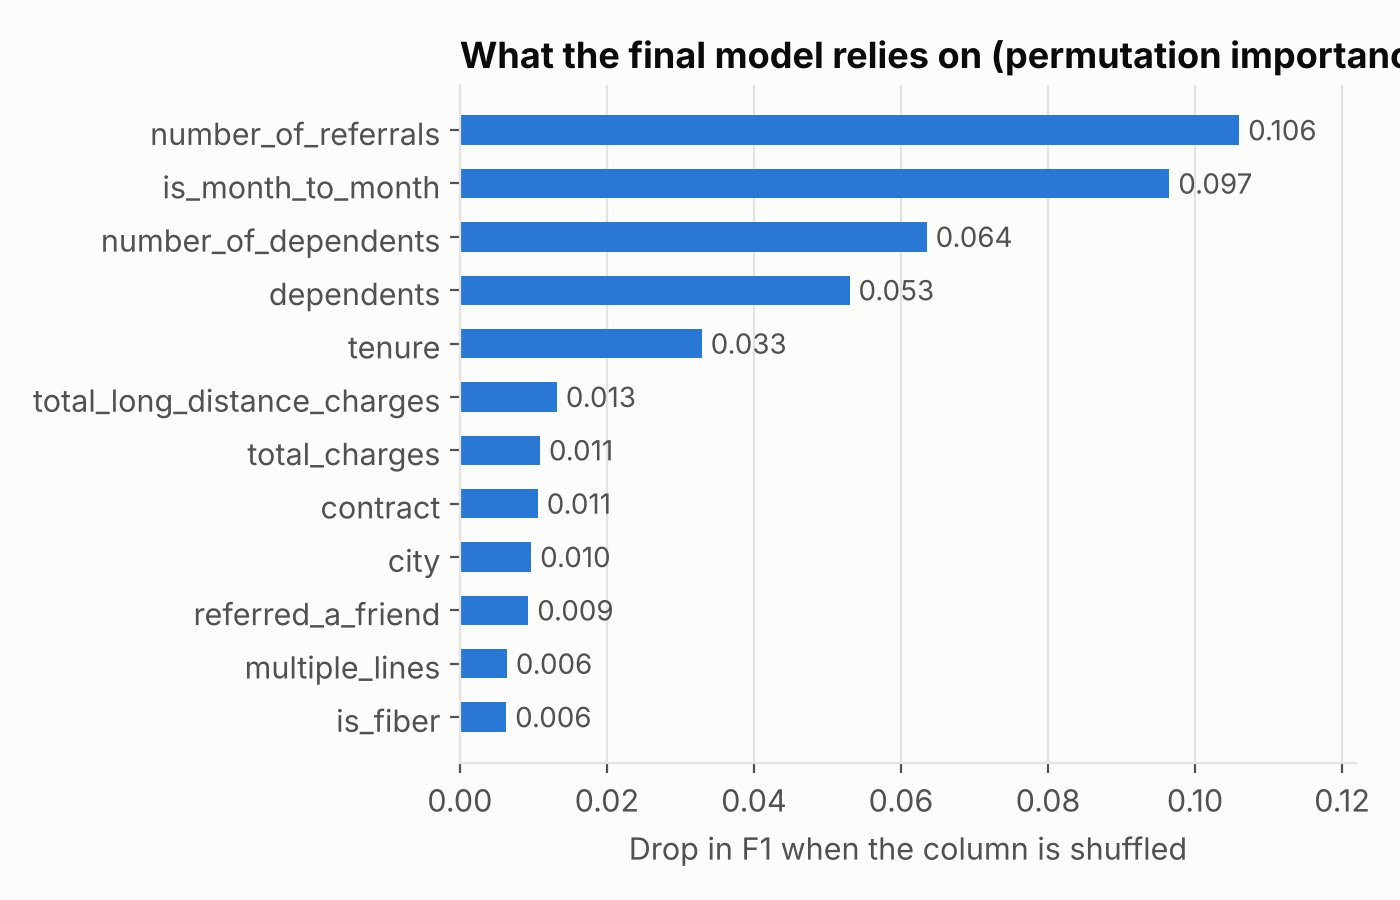 What the final model relies on (permutation importanc
number_of_referrals 0.106
is_month_to_month 0.097
number_of_dependents 0.064
dependents 0.053
tenure 0.033
total_long_distance_charges 0.013
total_charges 0.011
contract 0.011
city 0.010
referred_a_friend 0.009
multiple_lines 0.006
is_fiber 0.006
0.00 0.02 0.04 0.06 0.08 0.10 0.12
Drop in F1 when the column is shuffled